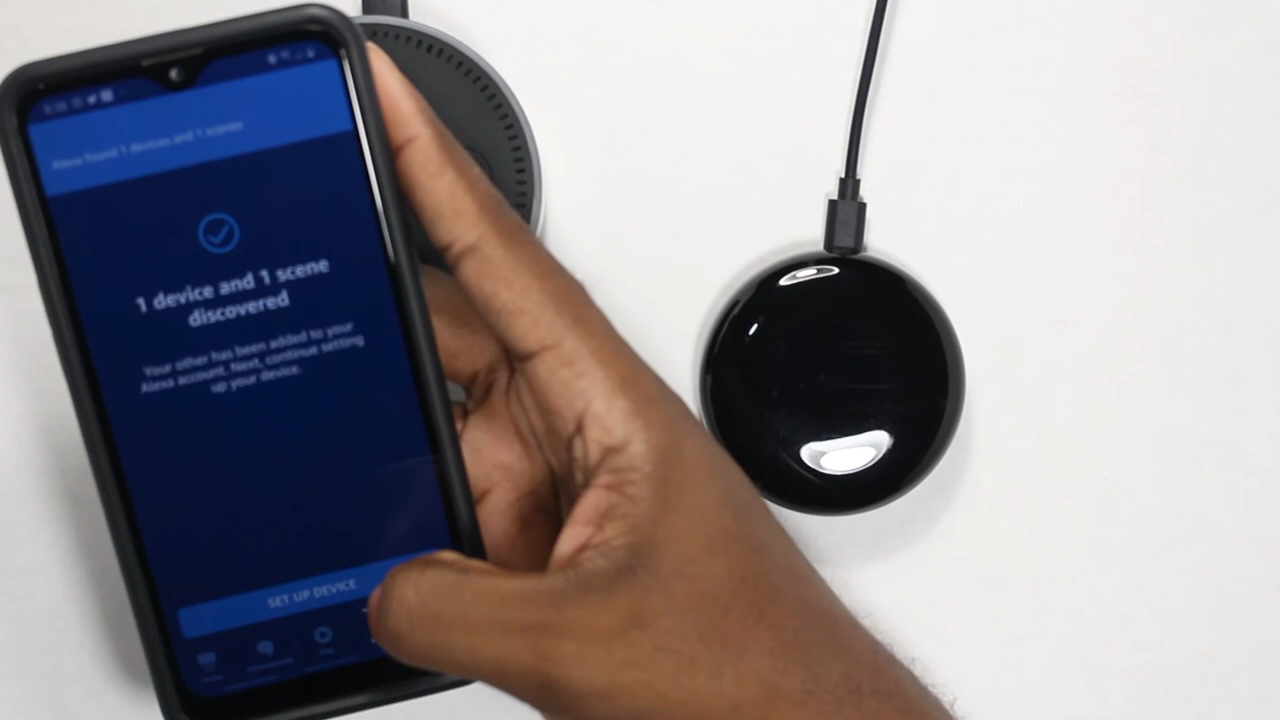 Alexa found 1 devices and 1 scenes
1 device and 1 scene
discovered
Your other has been added to your
Alexa account. Next, continue setting
up your device.
SET UP DEVICE